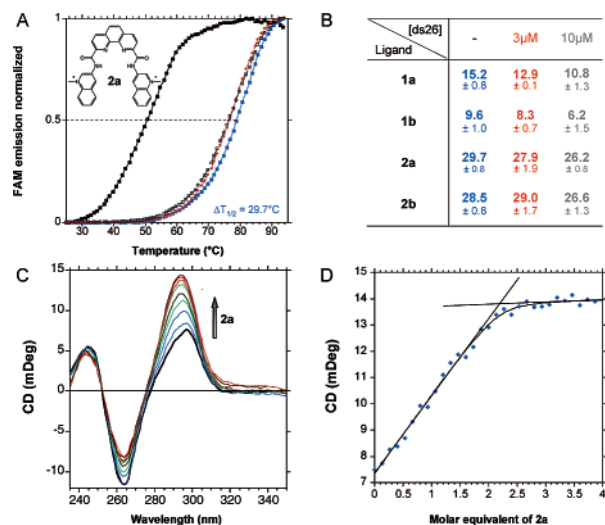 A
FAM emission normalized
1
0.5
0
30 40 50 60 70 80 90
Temperature (°C)
O
NH
N
N
O
HN
2a
ΔT1/2 = 29.7°C
B
[ds26]
Ligand
- 3µM 10µM
1a 15.2 ± 0.8 12.9 ± 0.1 10.8 ± 1.3
1b 9.6 ± 1.0 8.3 ± 0.7 6.2 ± 1.5
2a 29.7 ± 0.8 27.9 ± 1.9 26.2 ± 0.8
2b 28.5 ± 0.8 29.0 ± 1.7 26.6 ± 1.3
C
CD (mDeg)
15
10
5
0
-5
-10
240 260 280 300 320 340
Wavelength (nm)
2a
D
CD (mDeg)
16
15
14
13
12
11
10
9
8
7
0 0.5 1 1.5 2 2.5 3 3.5 4
Molar equivalent of 2a